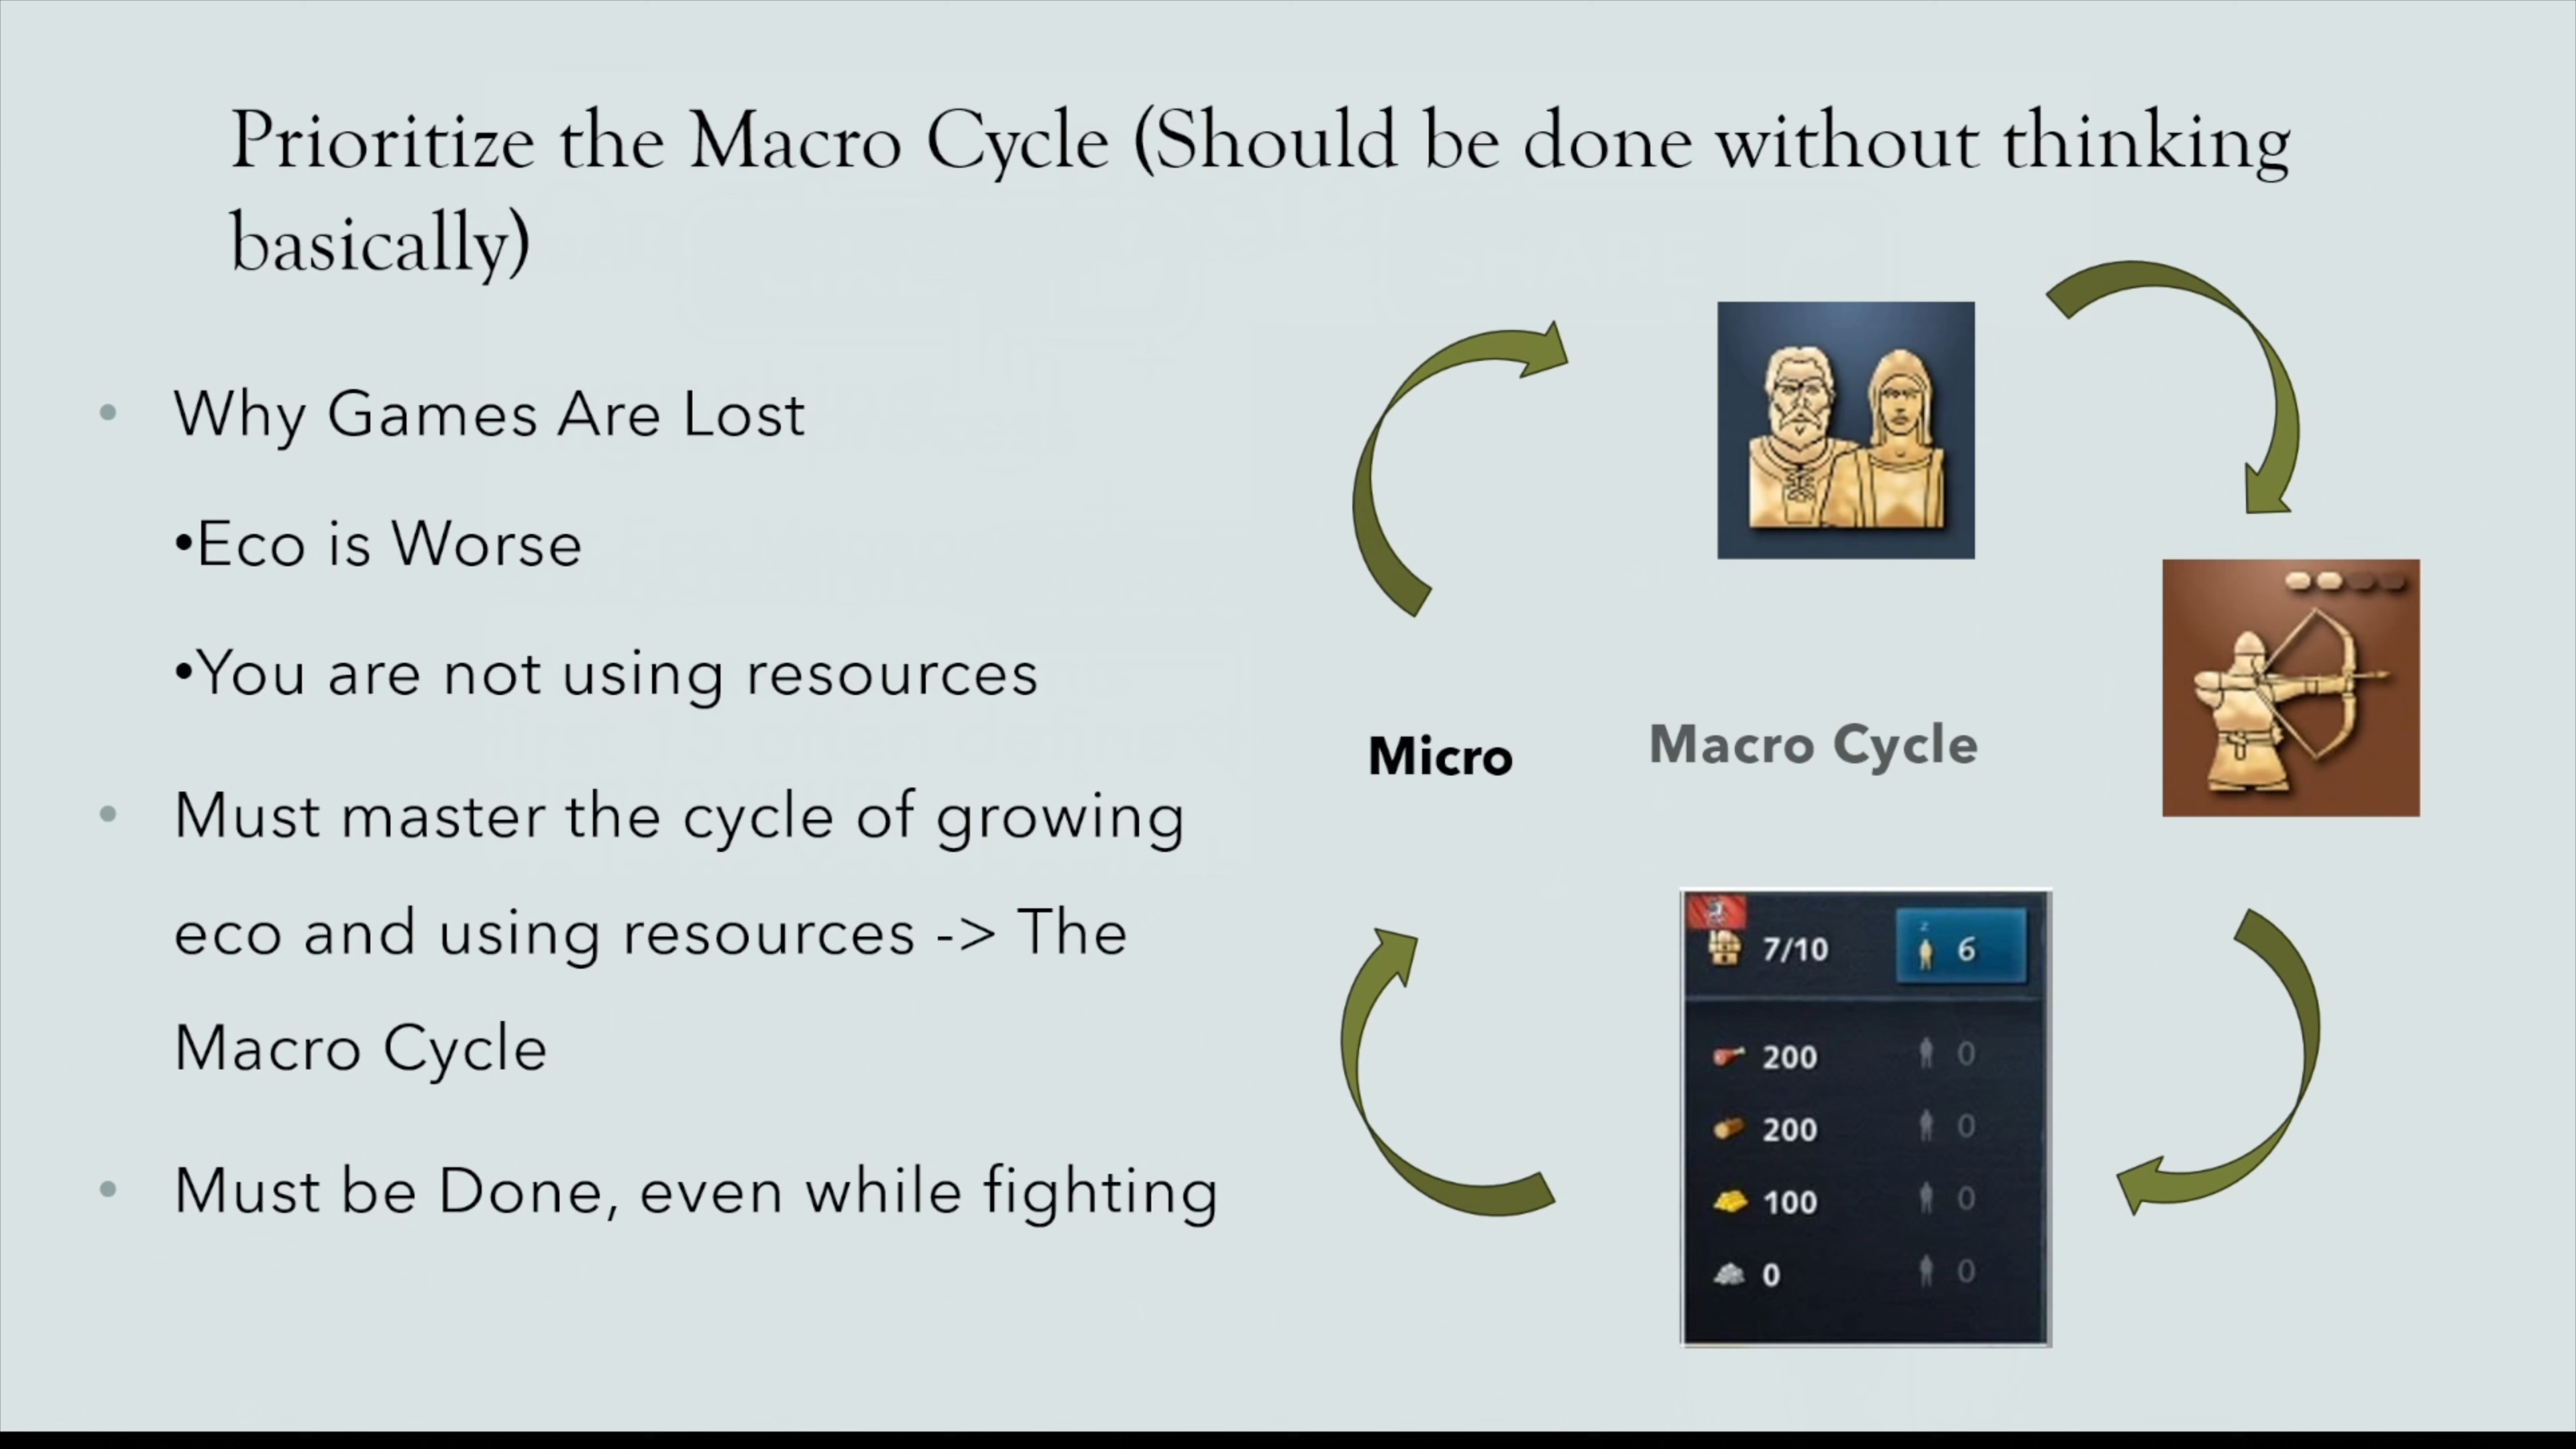 Prioritize the Macro Cycle (Should be done without thinking
basically)
• Why Games Are Lost
•Eco is Worse
•You are not using resources
• Must master the cycle of growing
eco and using resources -> The
Macro Cycle
• Must be Done, even while fighting
Micro
Macro Cycle
7/10 z 6
200 0
200 0
100 0
0 0